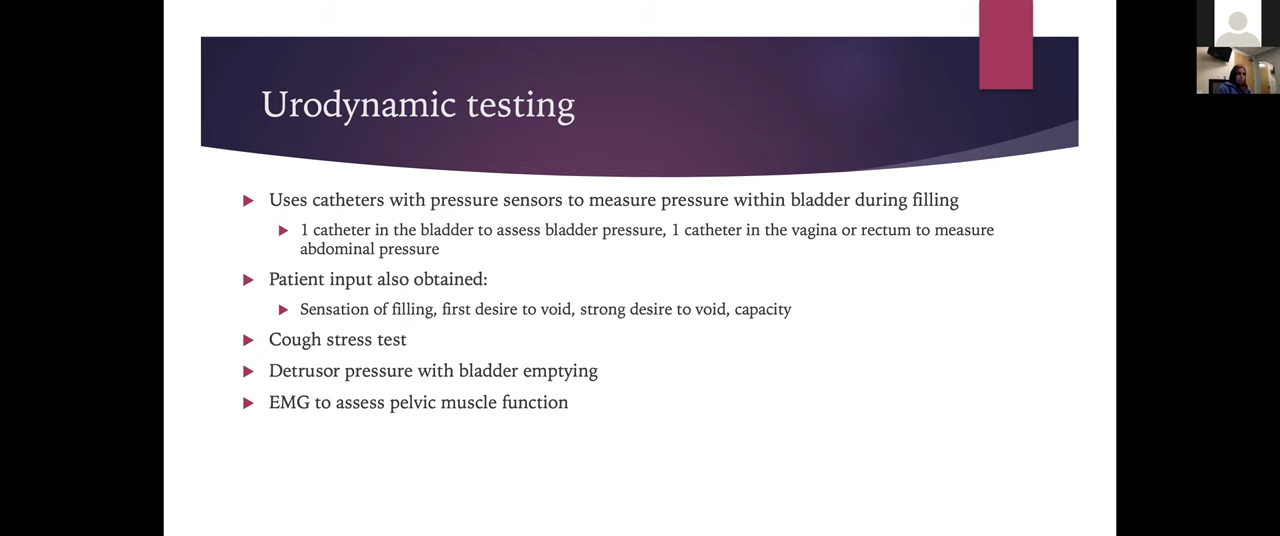 Urodynamic testing
Uses catheters with pressure sensors to measure pressure within bladder during filling
1 catheter in the bladder to assess bladder pressure, 1 catheter in the vagina or rectum to measure
abdominal pressure
Patient input also obtained:
Sensation of filling, first desire to void, strong desire to void, capacity
Cough stress test
Detrusor pressure with bladder emptying
EMG to assess pelvic muscle function